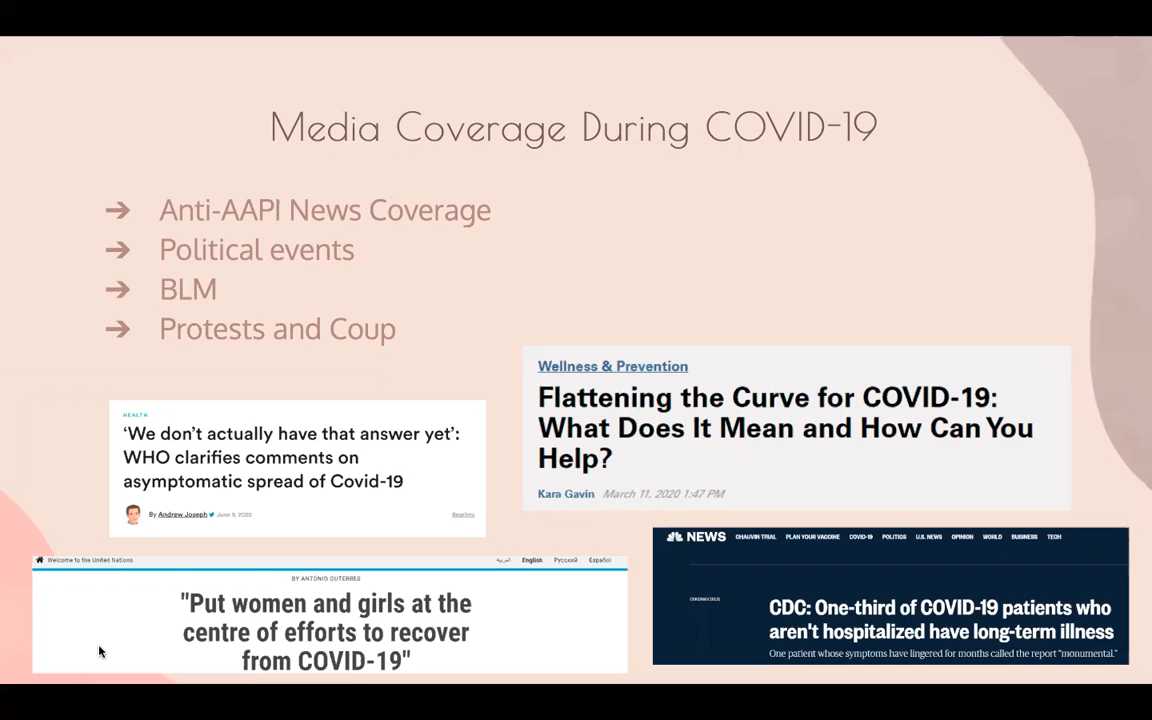 Media Coverage During COVID-19
➔ Anti-AAPI News Coverage
➔ Political events
➔ BLM
➔ Protests and Coup
Wellness & Prevention
Flattening the Curve for COVID-19:
What Does It Mean and How Can You
Help?
Kara Gavin March 11, 2020 1:47 PM
HEALTH
‘We don’t actually have that answer yet’:
WHO clarifies comments on
asymptomatic spread of Covid-19
By Andrew Joseph June 9, 2020
Reprints
Welcome to the United Nations
العربية English Русский Español
BY ANTÓNIO GUTERRES
"Put women and girls at the
centre of efforts to recover
from COVID-19"
NEWS CHAUVIN TRIAL PLAN YOUR VACCINE COVID-19 POLITICS U.S. NEWS OPINION WORLD BUSINESS TECH
CORONAVIRUS
CDC: One-third of COVID-19 patients who
aren't hospitalized have long-term illness
One patient whose symptoms have lingered for months called the report "monumental."